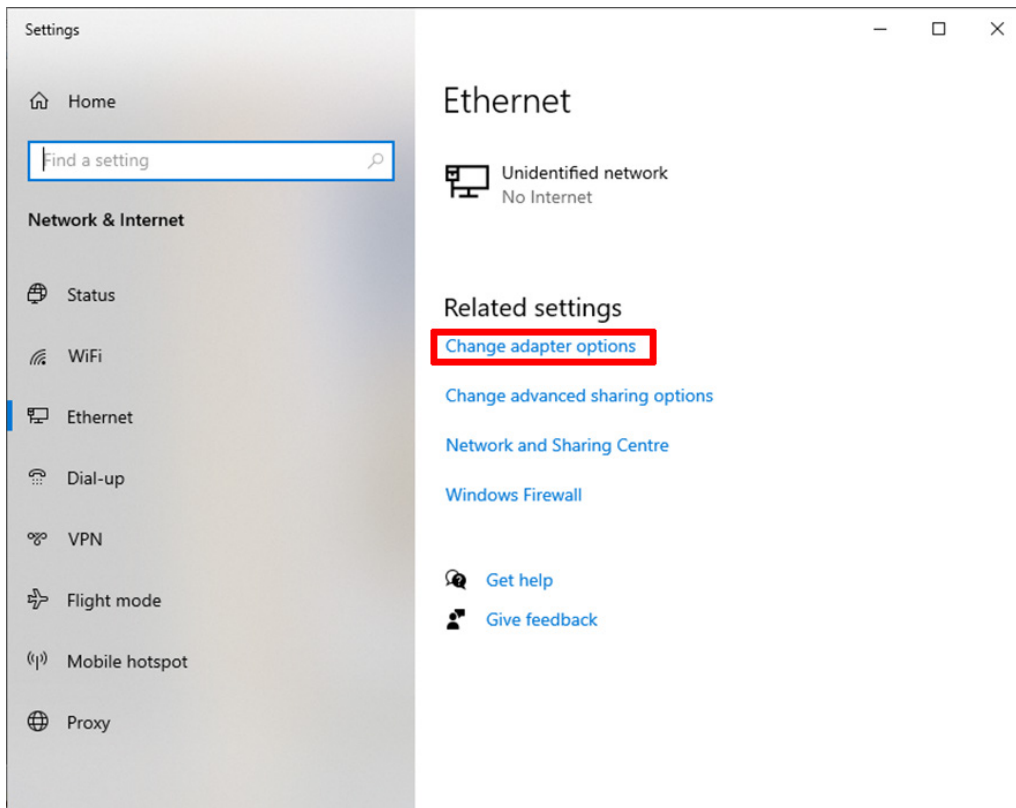 Settings
Home
Find a setting
Network & Internet
Status
WiFi
Ethernet
Dial-up
VPN
Flight mode
Mobile hotspot
Proxy
Ethernet
Unidentified network
No Internet
Related settings
Change adapter options
Change advanced sharing options
Network and Sharing Centre
Windows Firewall
Get help
Give feedback